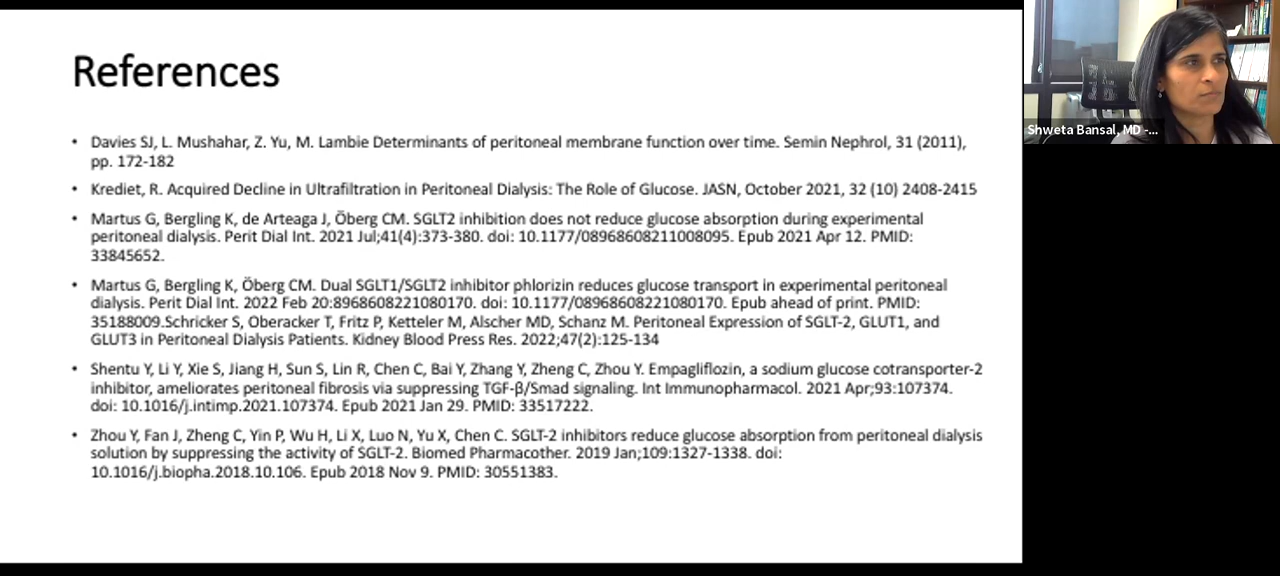 References
• Davies SJ, L. Mushahar, Z. Yu, M. Lambie Determinants of peritoneal membrane function over time. Semin Nephrol, 31 (2011),
pp. 172-182
• Krediet, R. Acquired Decline in Ultrafiltration in Peritoneal Dialysis: The Role of Glucose. JASN, October 2021, 32 (10) 2408-2415
• Martus G, Bergling K, de Arteaga J, Öberg CM. SGLT2 inhibition does not reduce glucose absorption during experimental
peritoneal dialysis. Perit Dial Int. 2021 Jul;41(4):373-380. doi: 10.1177/08968608211008095. Epub 2021 Apr 12. PMID:
33845652.
• Martus G, Bergling K, Öberg CM. Dual SGLT1/SGLT2 inhibitor phlorizin reduces glucose transport in experimental peritoneal
dialysis. Perit Dial Int. 2022 Feb 20:8968608221080170. doi: 10.1177/08968608221080170. Epub ahead of print. PMID:
35188009.Schricker S, Oberacker T, Fritz P, Ketteler M, Alscher MD, Schanz M. Peritoneal Expression of SGLT-2, GLUT1, and
GLUT3 in Peritoneal Dialysis Patients. Kidney Blood Press Res. 2022;47(2):125-134
• Shentu Y, Li Y, Xie S, Jiang H, Sun S, Lin R, Chen C, Bai Y, Zhang Y, Zheng C, Zhou Y. Empagliflozin, a sodium glucose cotransporter-2
inhibitor, ameliorates peritoneal fibrosis via suppressing TGF-β/Smad signaling. Int Immunopharmacol. 2021 Apr;93:107374.
doi: 10.1016/j.intimp.2021.107374. Epub 2021 Jan 29. PMID: 33517222.
• Zhou Y, Fan J, Zheng C, Yin P, Wu H, Li X, Luo N, Yu X, Chen C. SGLT-2 inhibitors reduce glucose absorption from peritoneal dialysis
solution by suppressing the activity of SGLT-2. Biomed Pharmacother. 2019 Jan;109:1327-1338. doi:
10.1016/j.biopha.2018.10.106. Epub 2018 Nov 9. PMID: 30551383.
Shweta Bansal, MD -...